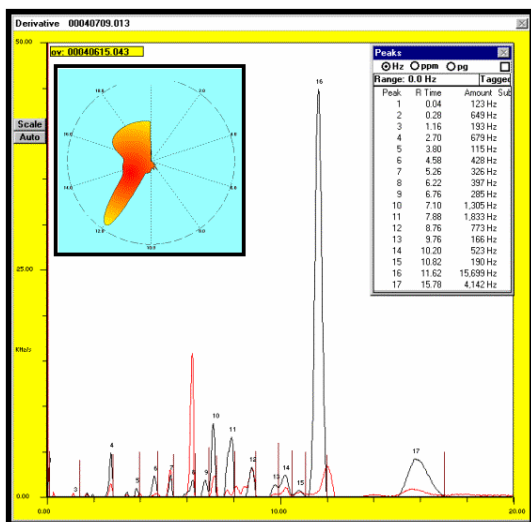 Derivative 00040709.013
50.00
ov: 00040615.043
Scale
Auto
25.00
KHz/s
0.00
10.00
20.00
Peaks
Hz ppm pg
Range: 0.0 Hz Tagged
Peak R Time Amount Sub
1 0.04 123 Hz
2 0.28 649 Hz
3 1.16 193 Hz
4 2.70 679 Hz
5 3.80 115 Hz
6 4.58 428 Hz
7 5.26 326 Hz
8 6.22 397 Hz
9 6.76 285 Hz
10 7.10 1,305 Hz
11 7.88 1,833 Hz
12 8.76 773 Hz
13 9.76 166 Hz
14 10.20 523 Hz
15 10.82 190 Hz
16 11.62 15,699 Hz
17 15.78 4,142 Hz
3
4
5
6
7
8
9
10
11
12
13
14
15
16
17